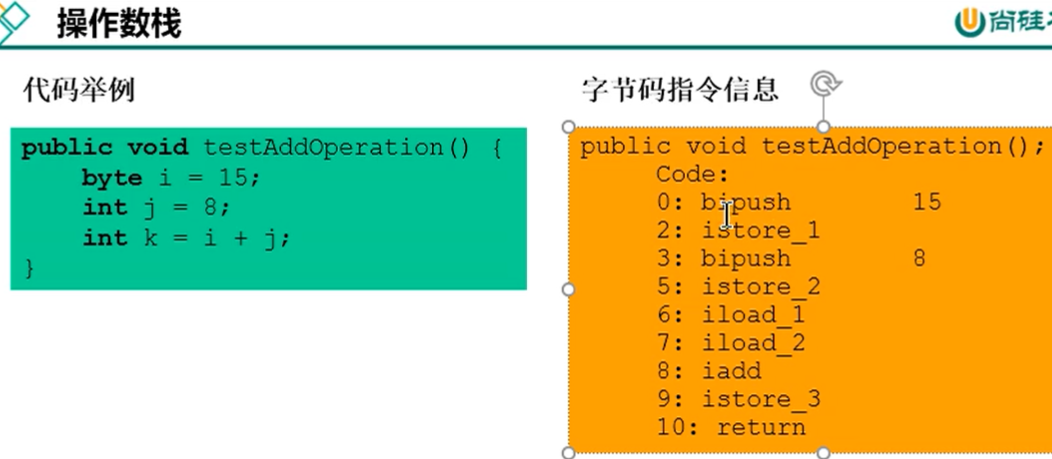 操作数栈
尚硅
代码举例
public void testAddOperation() {
byte i = 15;
int j = 8;
int k = i + j;
}
字节码指令信息
public void testAddOperation();
Code:
0: bipush 15
2: istore_1
3: bipush 8
5: istore_2
6: iload_1
7: iload_2
8: iadd
9: istore_3
10: return